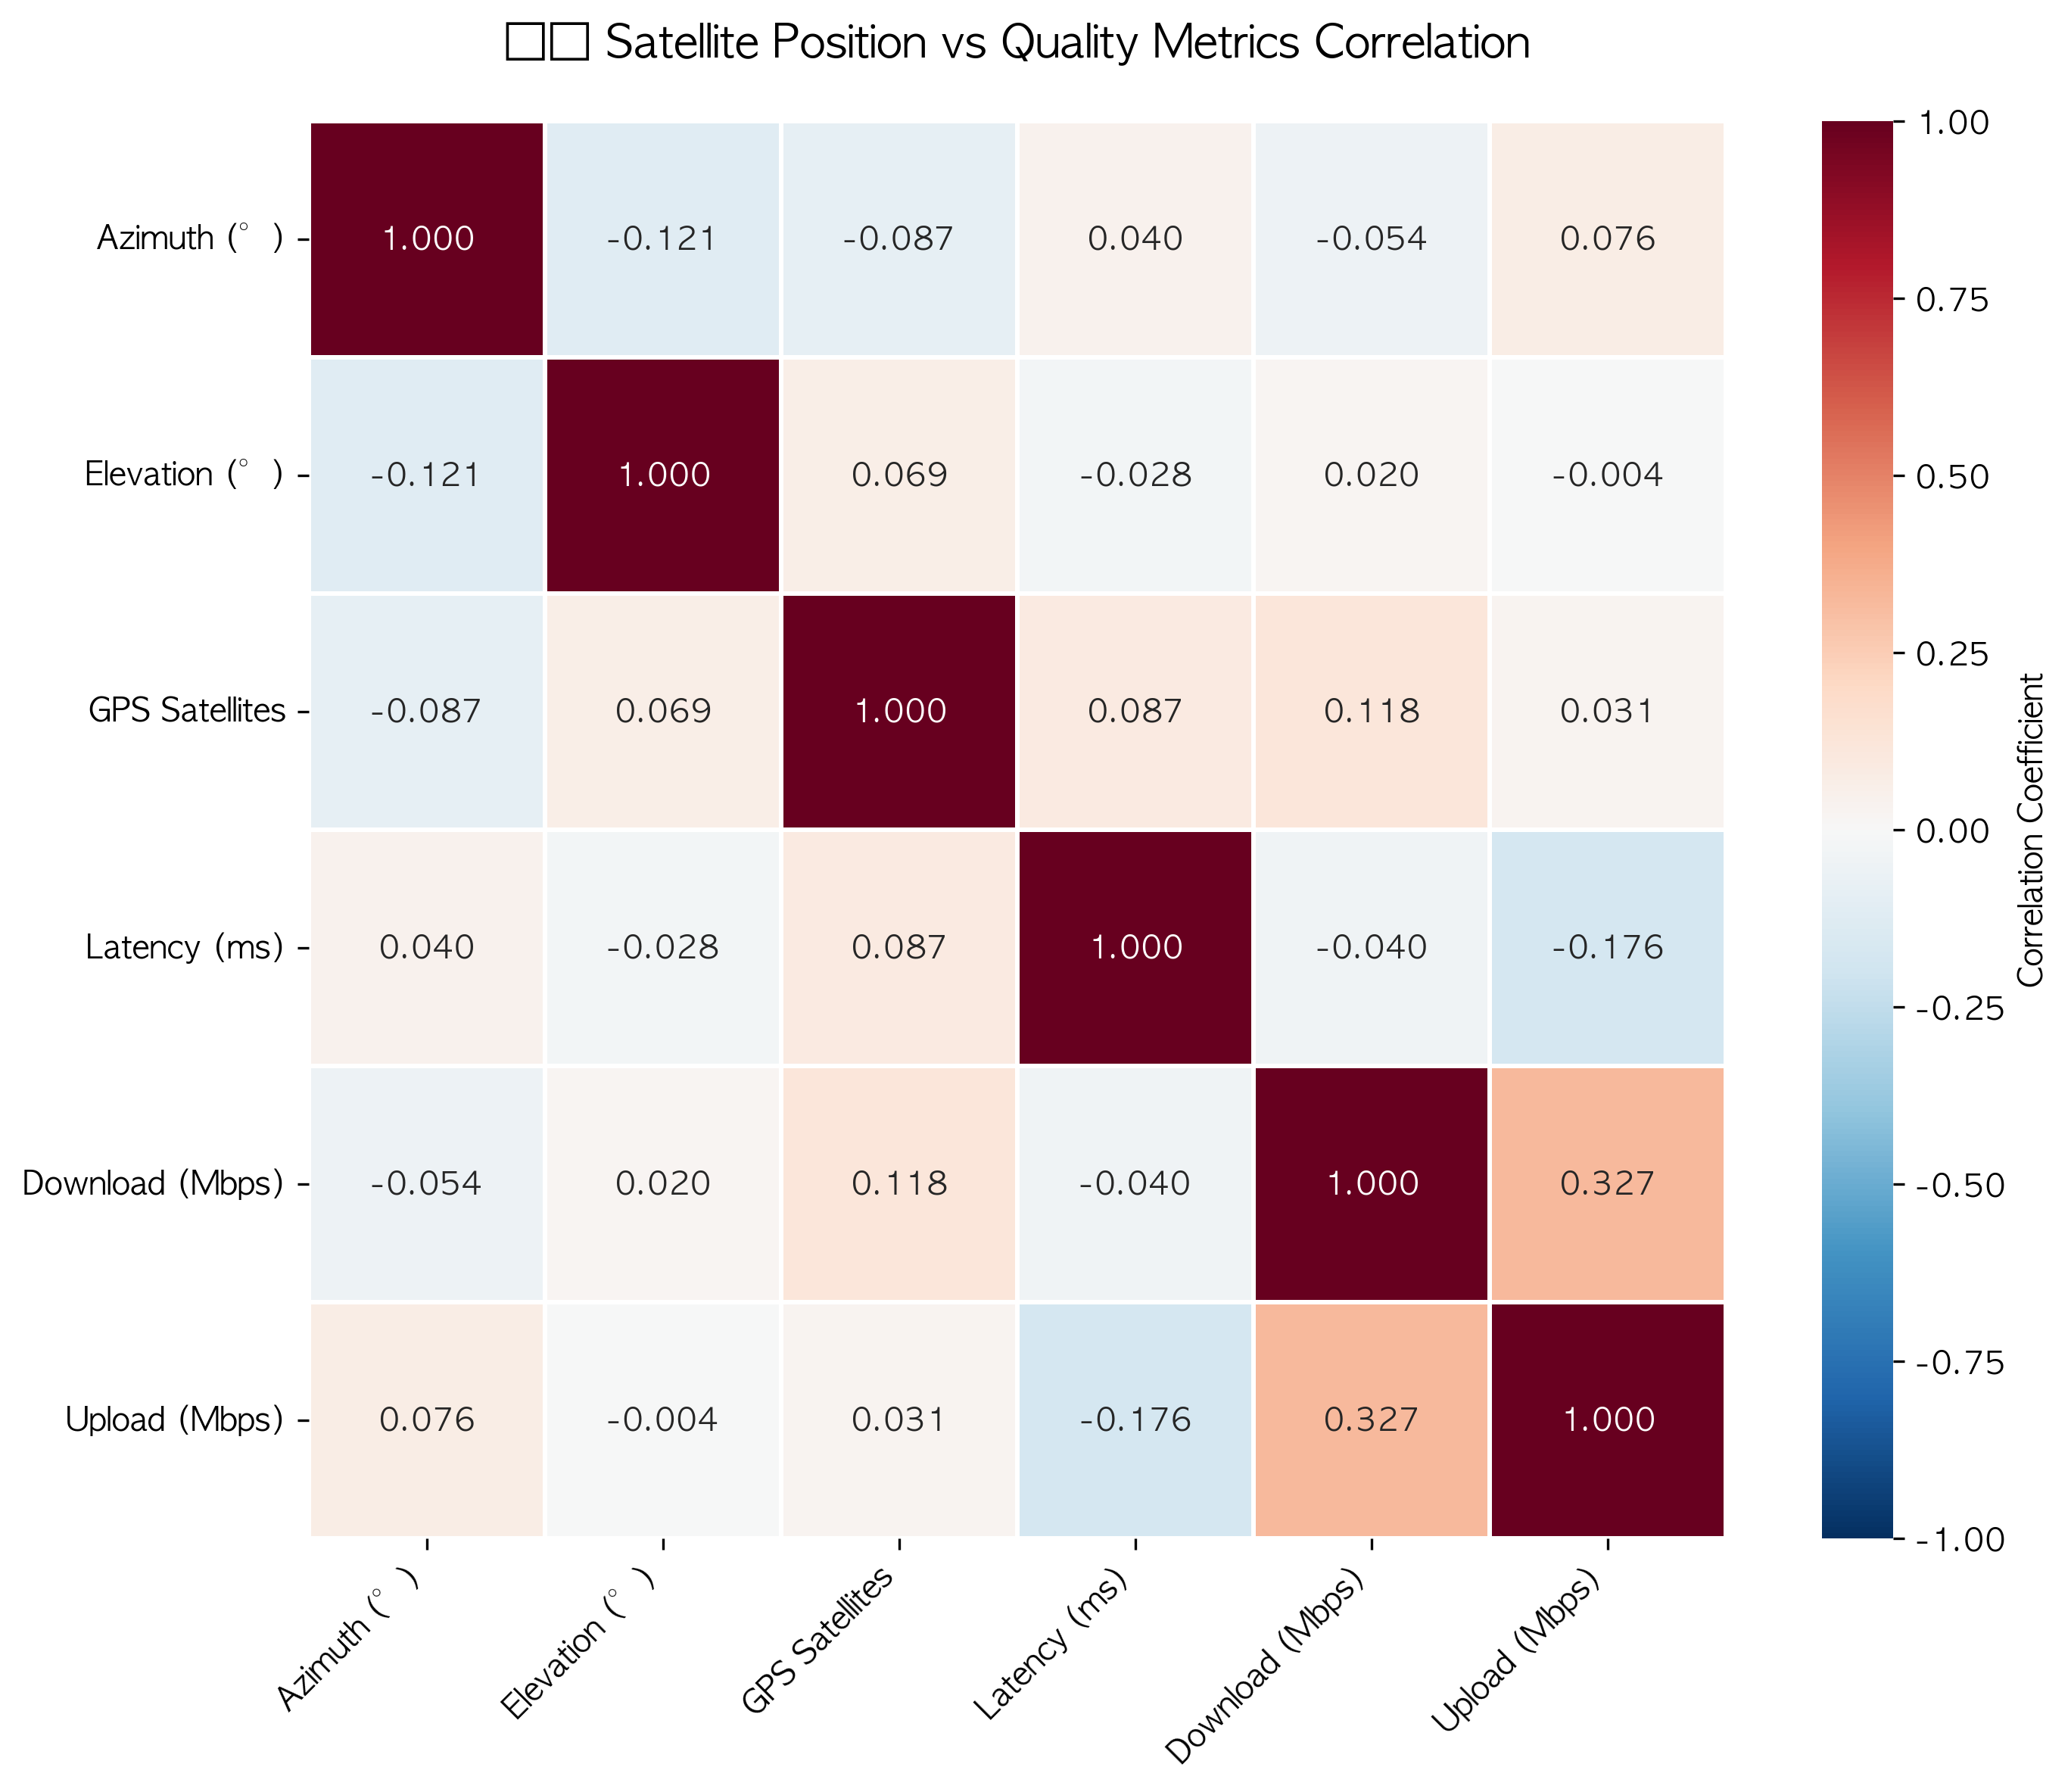 □□ Satellite Position vs Quality Metrics Correlation
Azimuth (°) 1.000 -0.121 -0.087 0.040 -0.054 0.076
Elevation (°) -0.121 1.000 0.069 -0.028 0.020 -0.004
GPS Satellites -0.087 0.069 1.000 0.087 0.118 0.031
Latency (ms) 0.040 -0.028 0.087 1.000 -0.040 -0.176
Download (Mbps) -0.054 0.020 0.118 -0.040 1.000 0.327
Upload (Mbps) 0.076 -0.004 0.031 -0.176 0.327 1.000
Azimuth (°)
Elevation (°)
GPS Satellites
Latency (ms)
Download (Mbps)
Upload (Mbps)
1.00
0.75
0.50
0.25
0.00
-0.25
-0.50
-0.75
-1.00
Correlation Coefficient